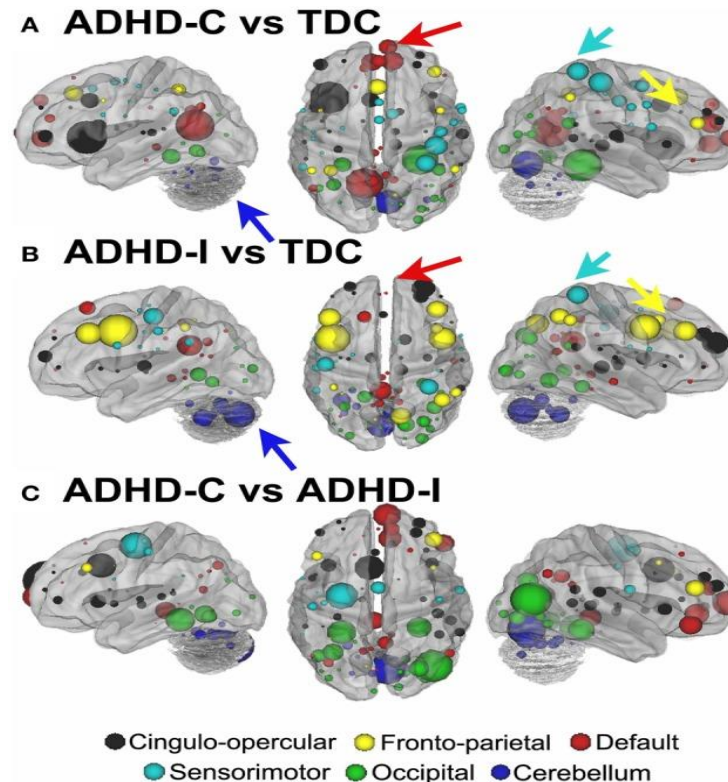 A ADHD-C vs TDC
B ADHD-I vs TDC
C ADHD-C vs ADHD-I
Cingulo-opercular Fronto-parietal Default
Sensorimotor Occipital Cerebellum